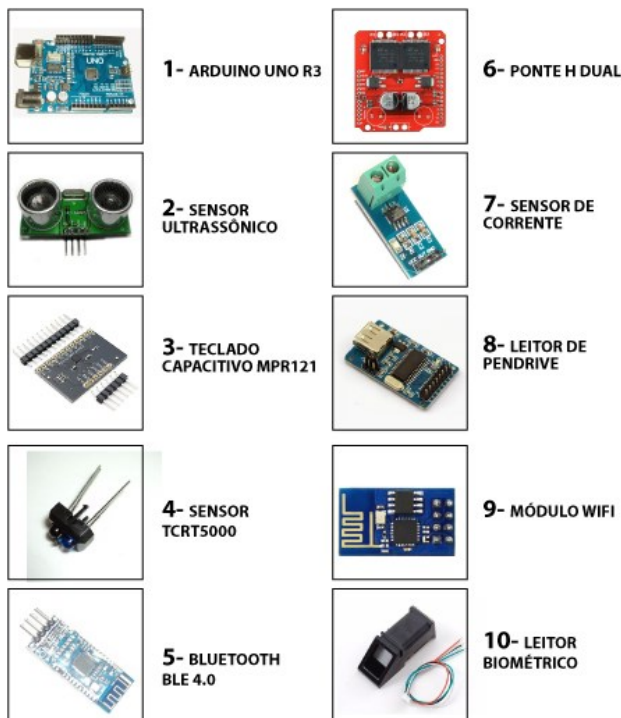 1- ARDUINO UNO R3
2- SENSOR
ULTRASSÔNICO
3- TECLADO
CAPACITIVO MPR121
4- SENSOR
TCRT5000
5- BLUETOOTH
BLE 4.0
6- PONTE H DUAL
7- SENSOR DE
CORRENTE
8- LEITOR DE
PENDRIVE
9- MÓDULO WIFI
10- LEITOR
BIOMÉTRICO
UNO